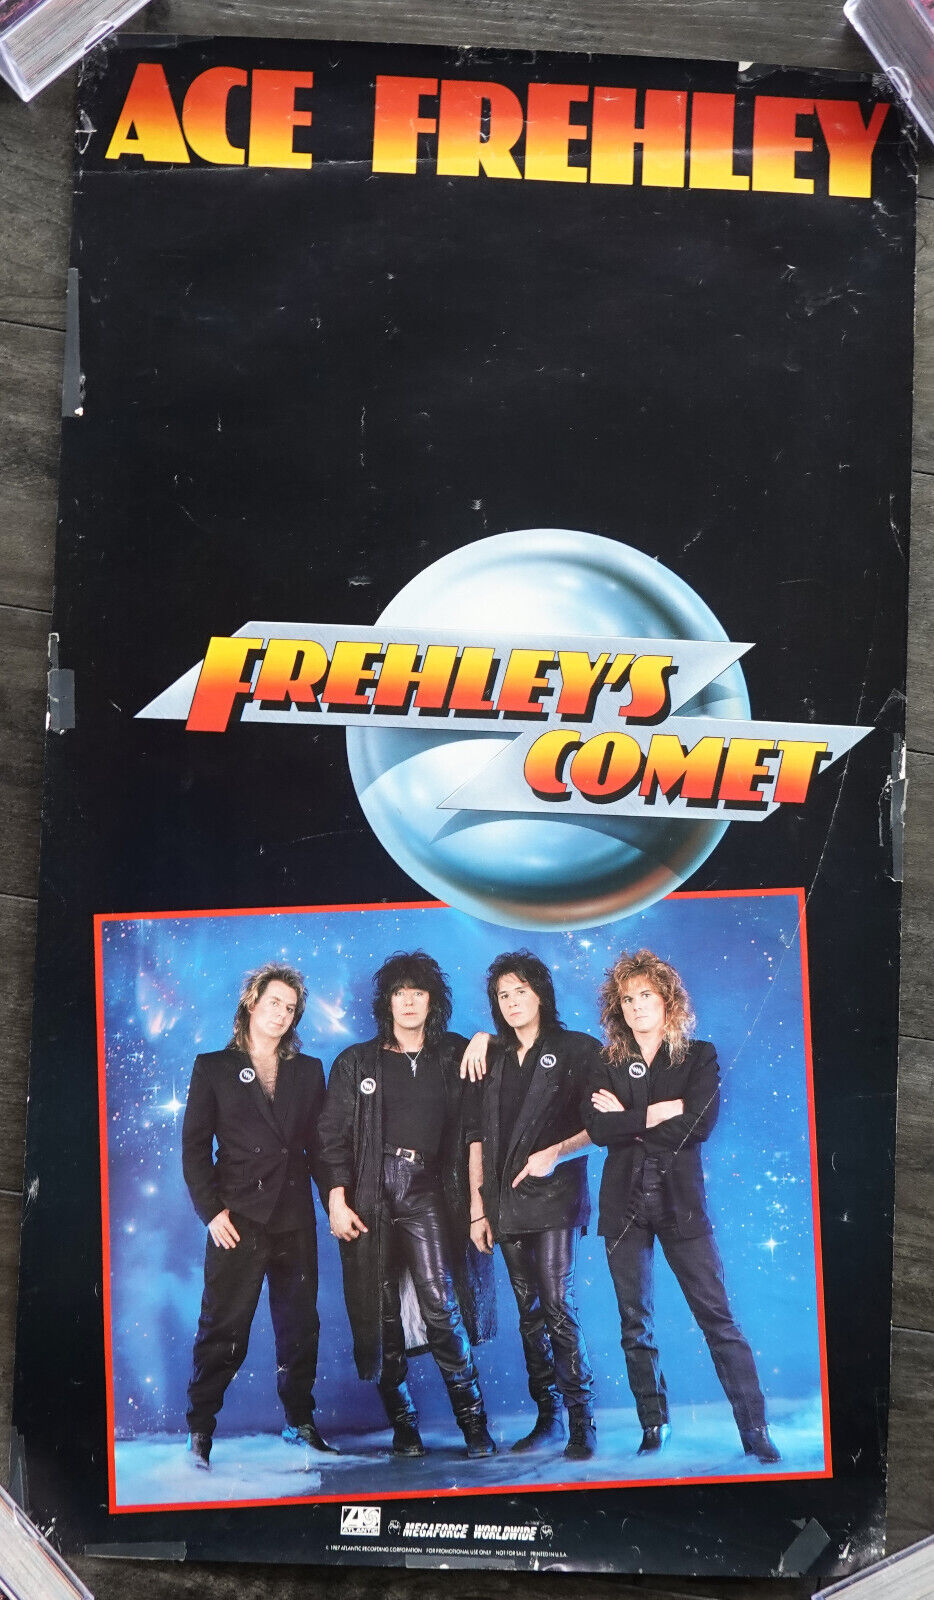 ACE FREHLEY
FREHLEY'S
COMET
ATLANTIC
MEGAFORCE WORLDWIDE
© 1987 ATLANTIC RECORDING CORPORATION FOR PROMOTIONAL USE ONLY NOT FOR SALE PRINTED IN U.S.A.